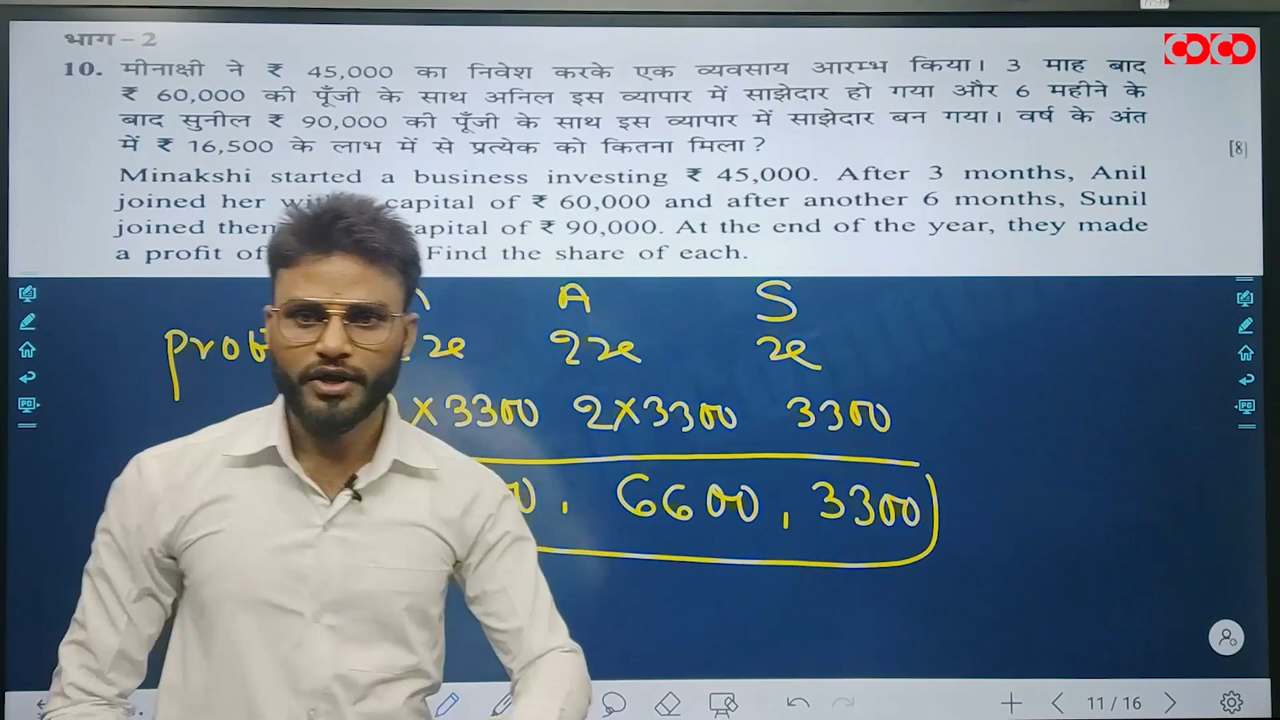 भाग – 2
COCO
10. मीनाक्षी ने ₹ 45,000 का निवेश करके एक व्यवसाय आरम्भ किया। 3 माह बाद
₹ 60,000 की पूँजी के साथ अनिल इस व्यापार में साझेदार हो गया और 6 महीने के
बाद सुनील ₹ 90,000 की पूँजी के साथ इस व्यापार में साझेदार बन गया। वर्ष के अंत
में ₹ 16,500 के लाभ में से प्रत्येक को कितना मिला ?
[8]
Minakshi started a business investing ₹ 45,000. After 3 months, Anil
joined her capital of ₹ 60,000 and after another 6 months, Sunil
joined capital of ₹ 90,000. At the end of the year, they made
a profit of Find the share of each.
A S
2x x
×3300 2×3300 3300
6600, 3300
11 / 16